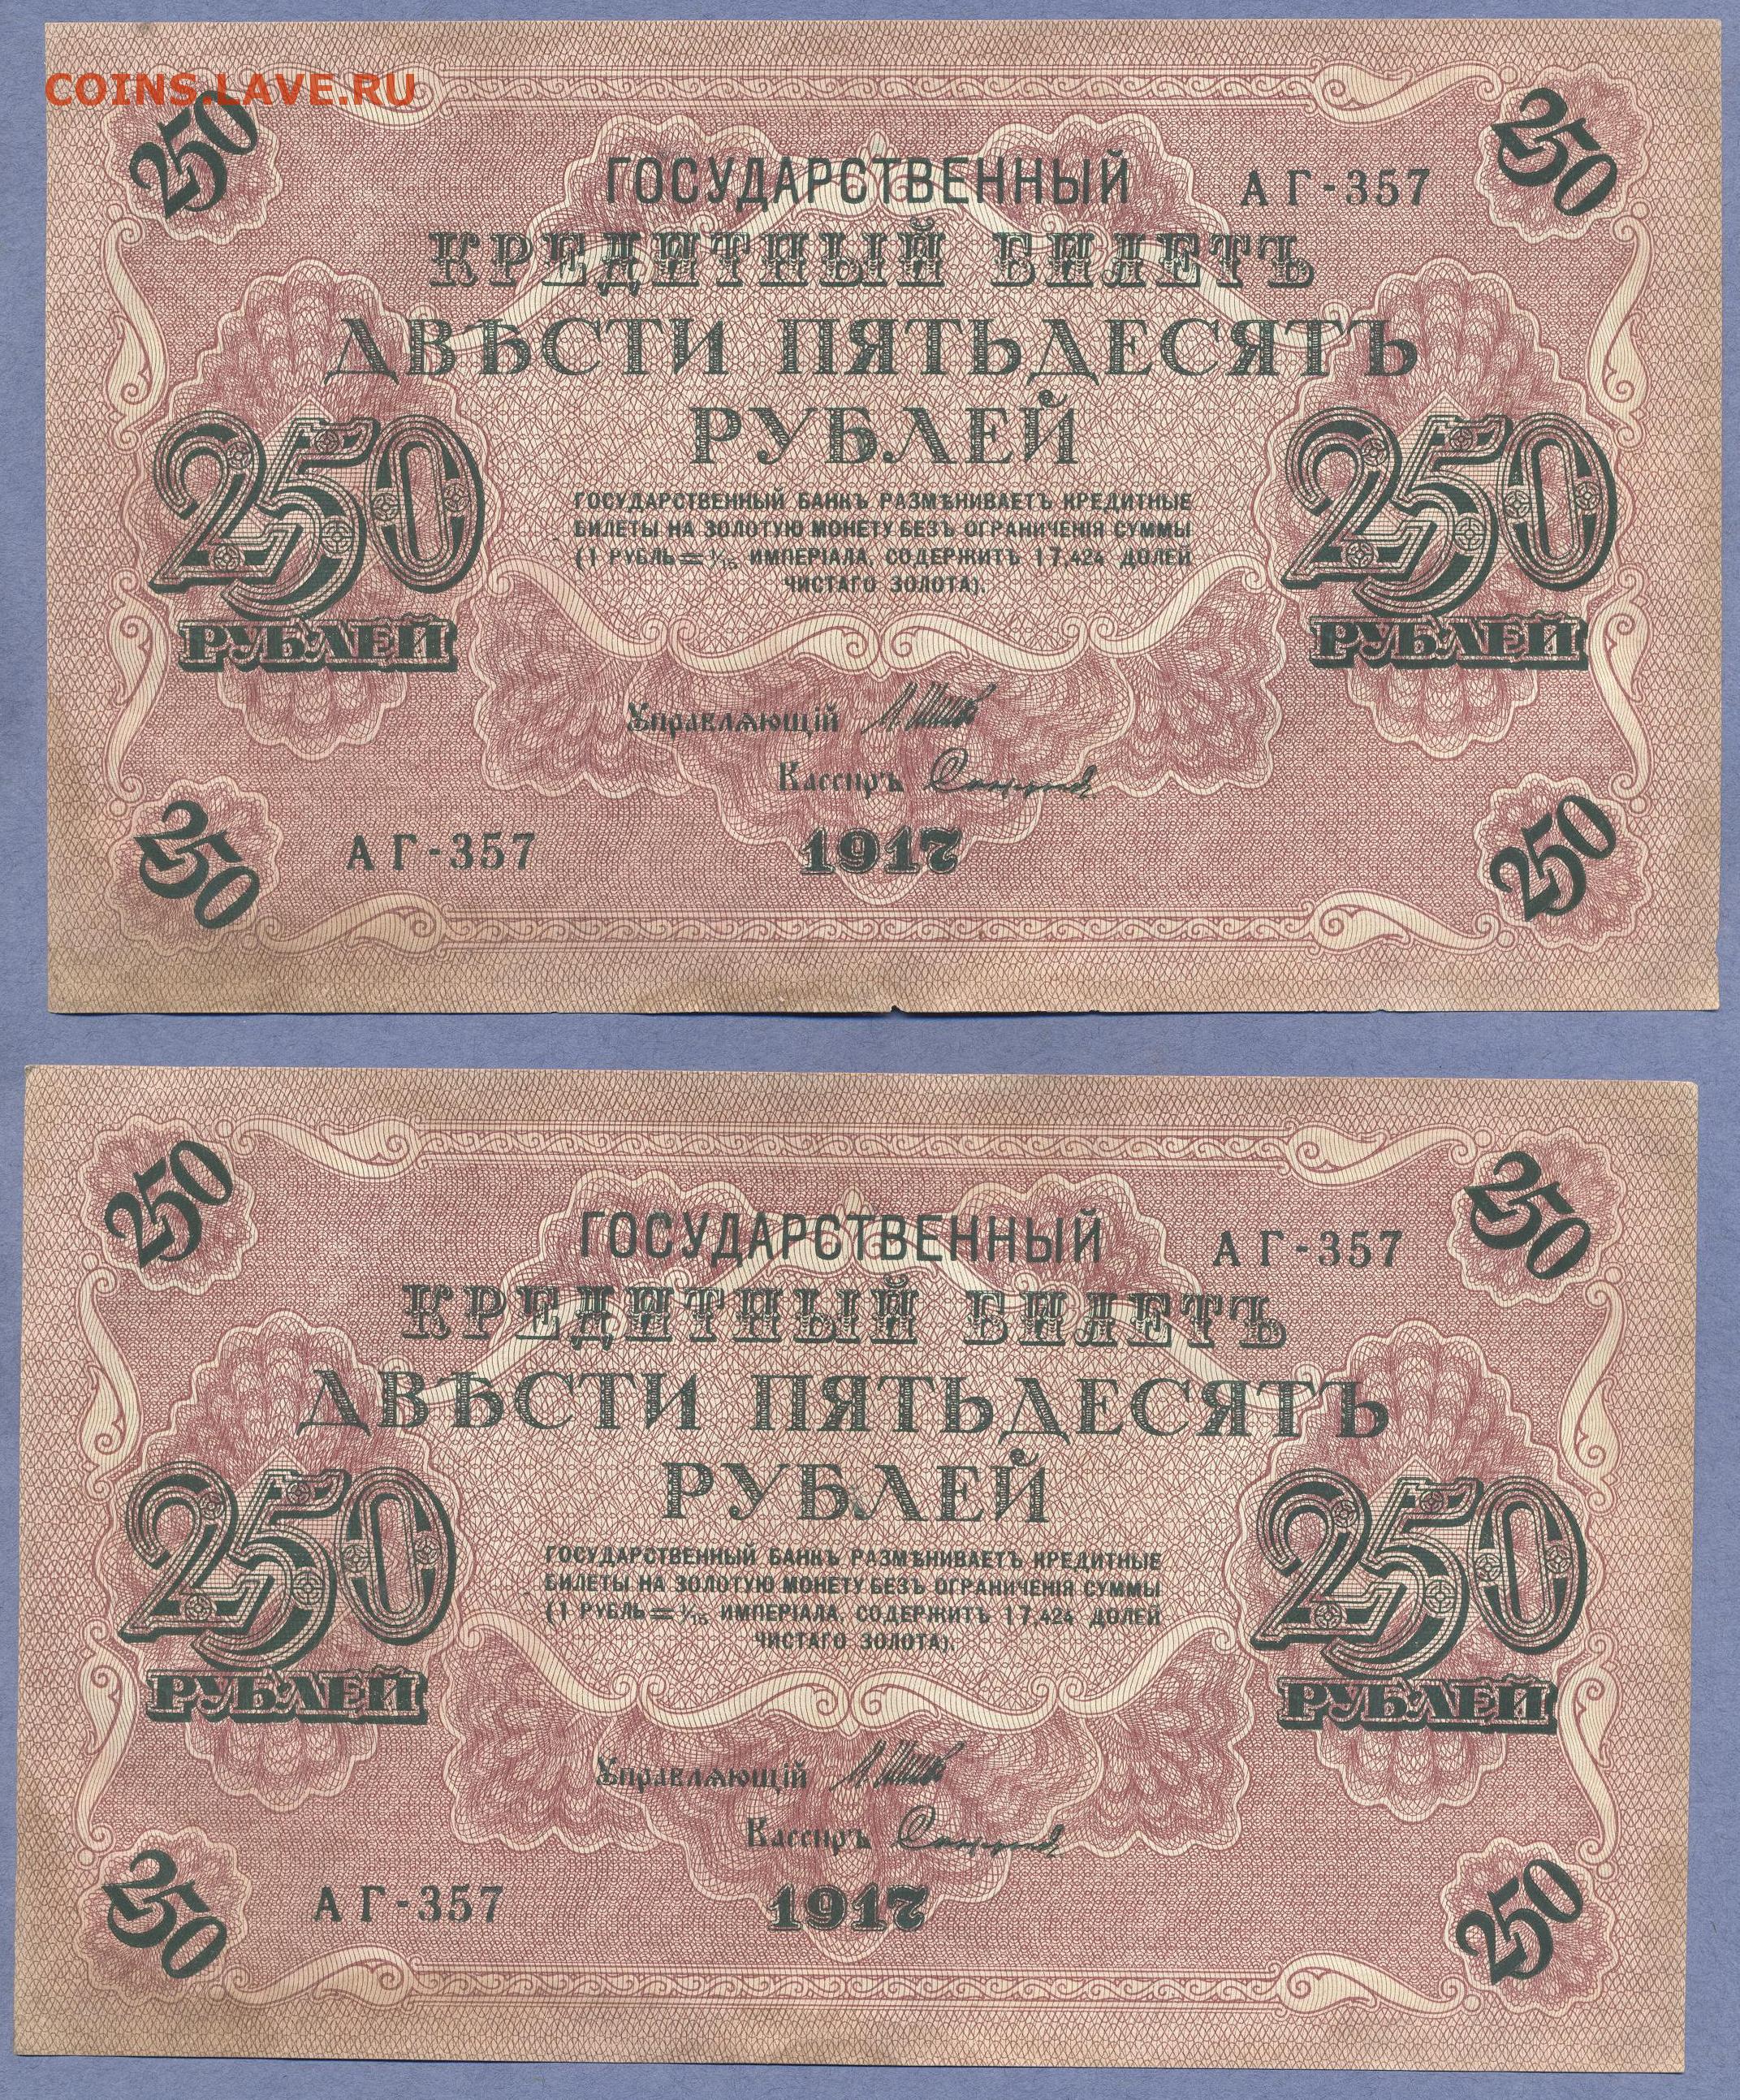 COINS.LAVE.RU
250
250
ГОСУДАРСТВЕННЫЙ
АГ-357
КРЕДИТНЫЙ БИЛЕТЪ
ДВѢСТИ ПЯТЬДЕСЯТЪ
РУБЛЕЙ
250
250
ГОСУДАРСТВЕННЫЙ БАНКЪ РАЗМѢНИВАЕТЪ КРЕДИТНЫЕ
БИЛЕТЫ НА ЗОЛОТУЮ МОНЕТУ БЕЗЪ ОГРАНИЧЕНІЯ СУММЫ
(1 РУБЛЬ=1/15 ИМПЕРІАЛА, СОДЕРЖИТЪ 17,424 ДОЛЕЙ
ЧИСТАГО ЗОЛОТА).
РУБЛЕЙ
РУБЛЕЙ
Управляющій
Кассиръ
250
250
АГ-357
1917
250
250
ГОСУДАРСТВЕННЫЙ
АГ-357
КРЕДИТНЫЙ БИЛЕТЪ
ДВѢСТИ ПЯТЬДЕСЯТЪ
РУБЛЕЙ
250
250
ГОСУДАРСТВЕННЫЙ БАНКЪ РАЗМѢНИВАЕТЪ КРЕДИТНЫЕ
БИЛЕТЫ НА ЗОЛОТУЮ МОНЕТУ БЕЗЪ ОГРАНИЧЕНІЯ СУММЫ
(1 РУБЛЬ=1/15 ИМПЕРІАЛА, СОДЕРЖИТЪ 17,424 ДОЛЕЙ
ЧИСТАГО ЗОЛОТА).
РУБЛЕЙ
РУБЛЕЙ
Управляющій
Кассиръ
250
250
АГ-357
1917